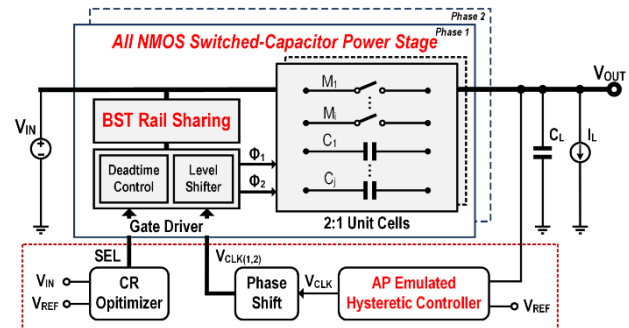 Phase 2
Phase 1
All NMOS Switched-Capacitor Power Stage
VOUT
VIN
BST Rail Sharing
M1
Mi
C1
Cj
CL
IL
Deadtime Control
Level Shifter
Φ1
Φ2
Gate Driver
2:1 Unit Cells
SEL
VCLK(1,2)
VIN
VREF
CR Opitimizer
Phase Shift
VCLK
AP Emulated Hysteretic Controller
VREF